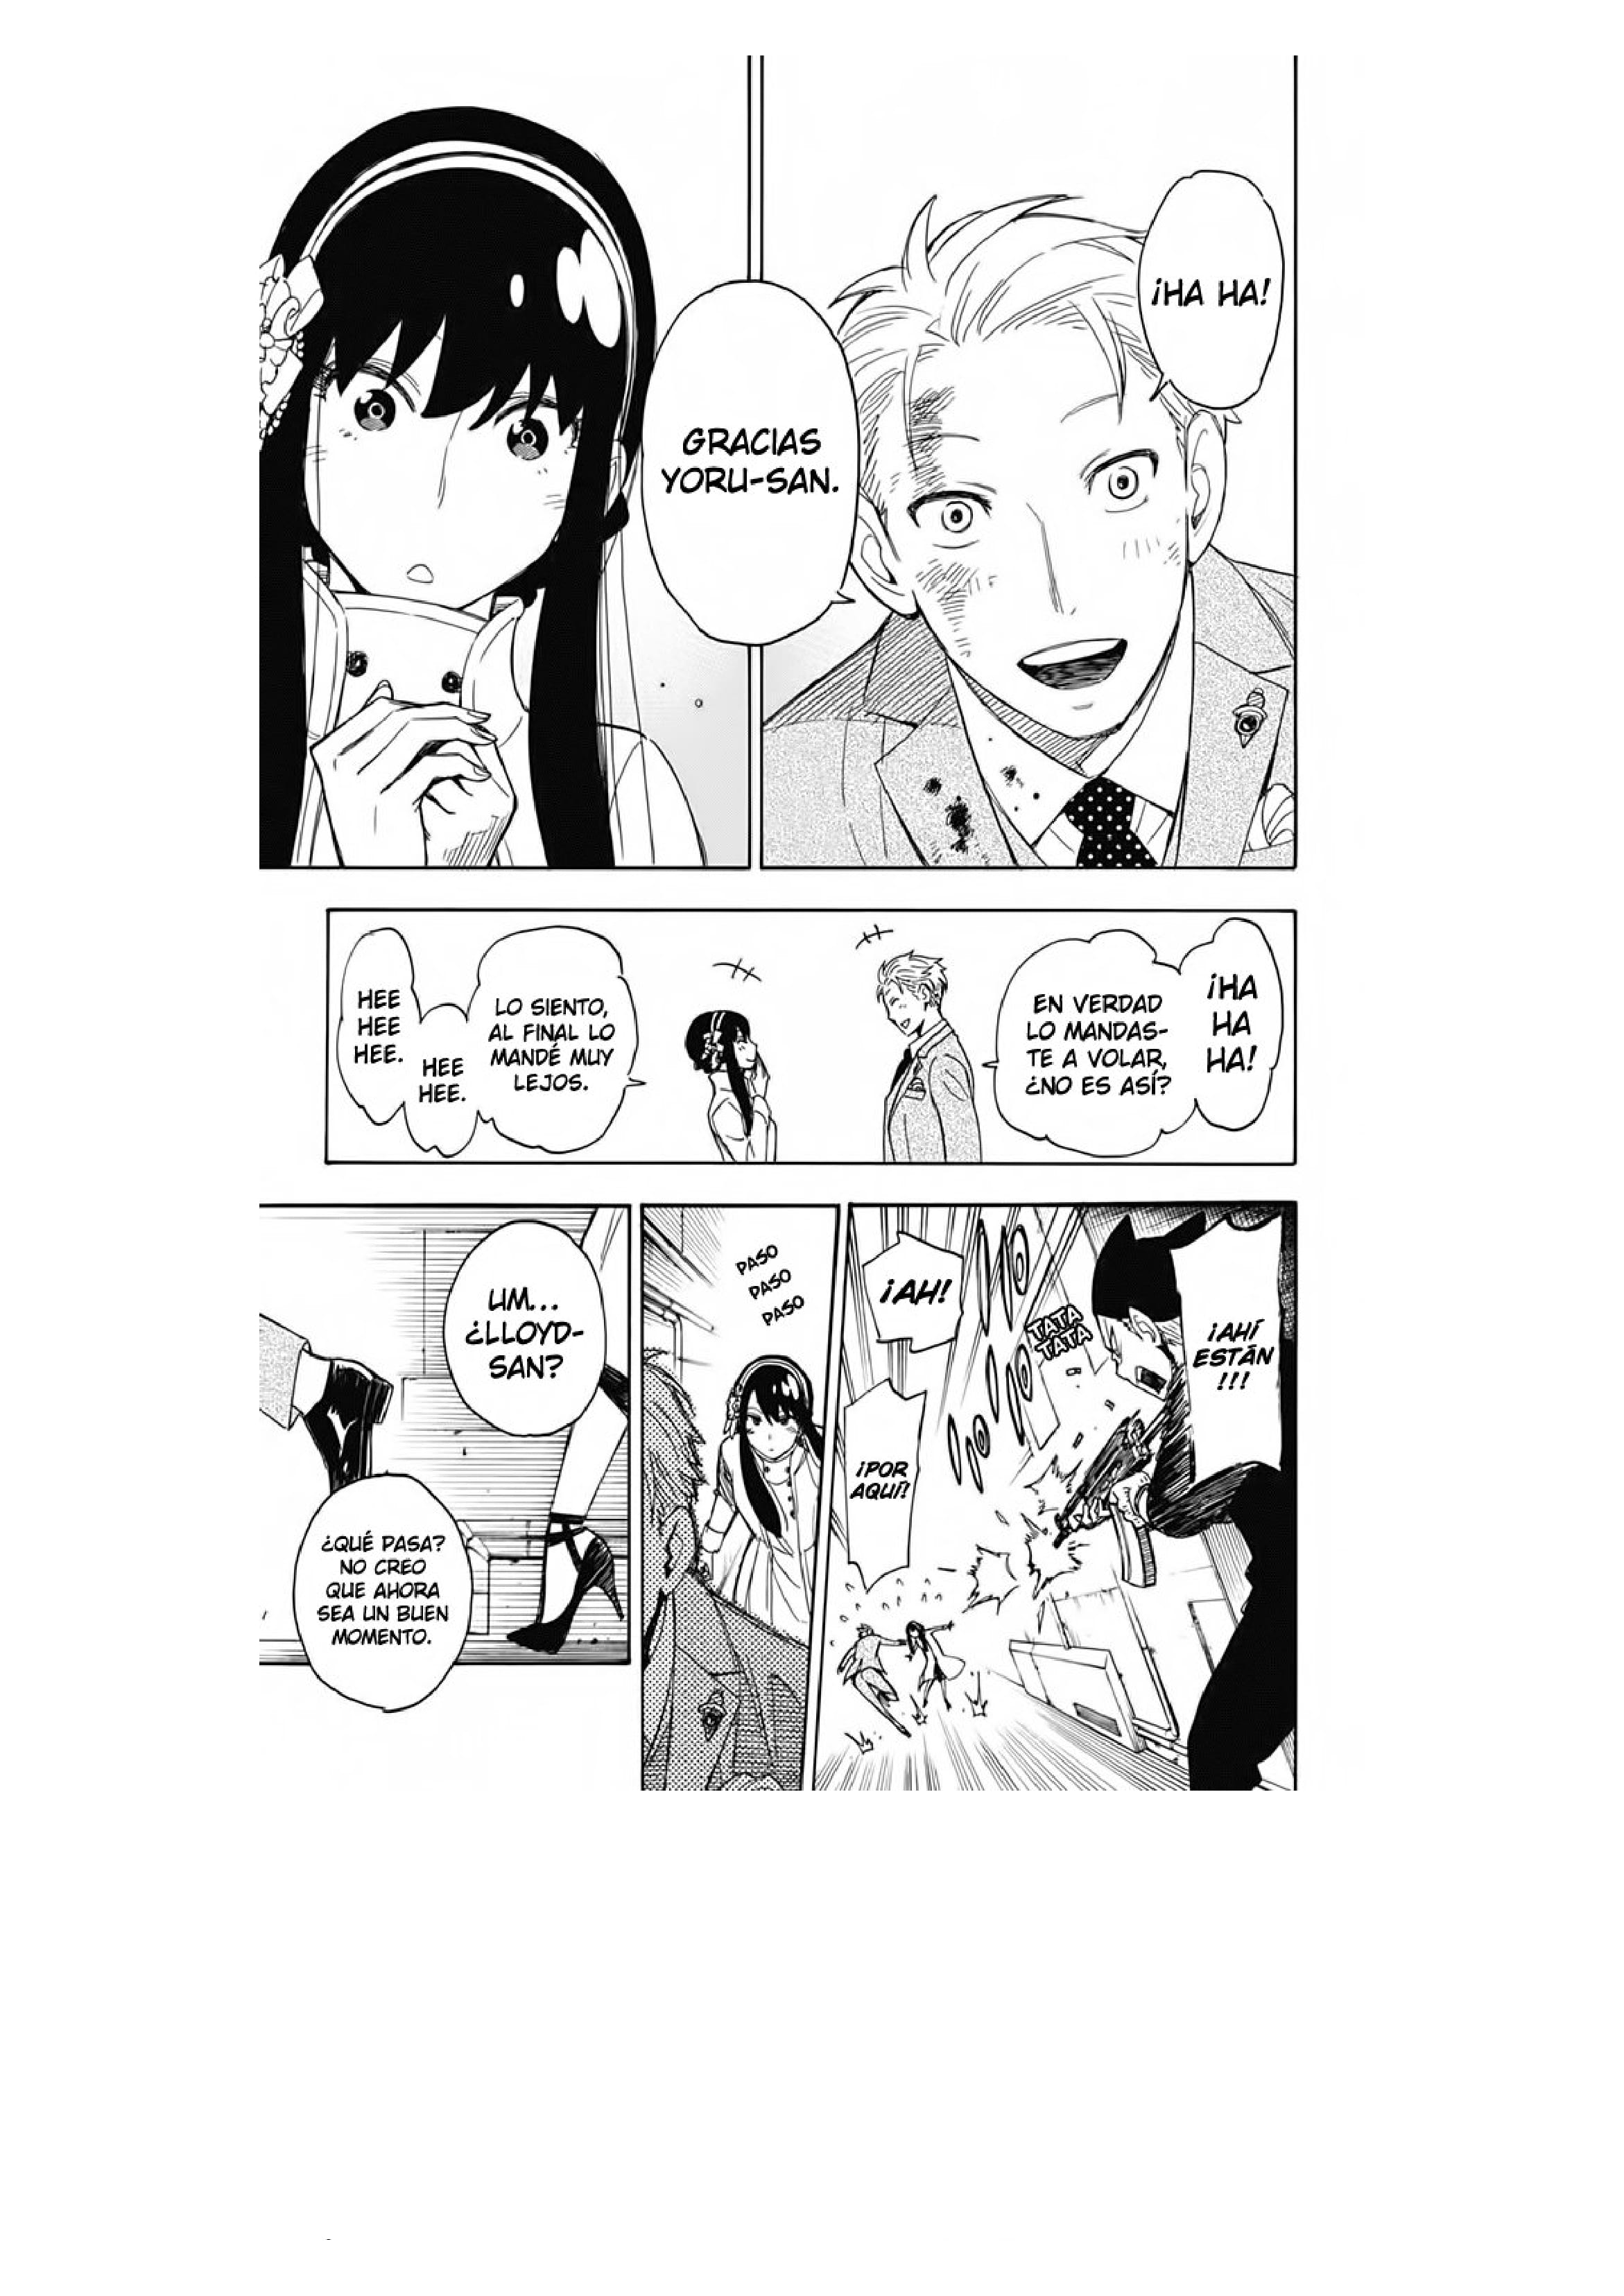 ¡HA HA!
GRACIAS
YORU-SAN.
¡HA
HA
HA!
EN VERDAD
LO MANDAS-
TE A VOLAR,
¿NO ES ASÍ?
LO SIENTO,
AL FINAL LO
MANDÉ MUY
LEJOS.
HEE
HEE.
HEE
HEE
HEE.
¡AHÍ
ESTÁN
!!!
TATA
TATA
¡AH!
¡POR
AQUÍ!
PASO
PASO
PASO
UM...
¿LLOYD-
SAN?
¿QUÉ PASA?
NO CREO
QUE AHORA
SEA UN BUEN
MOMENTO.